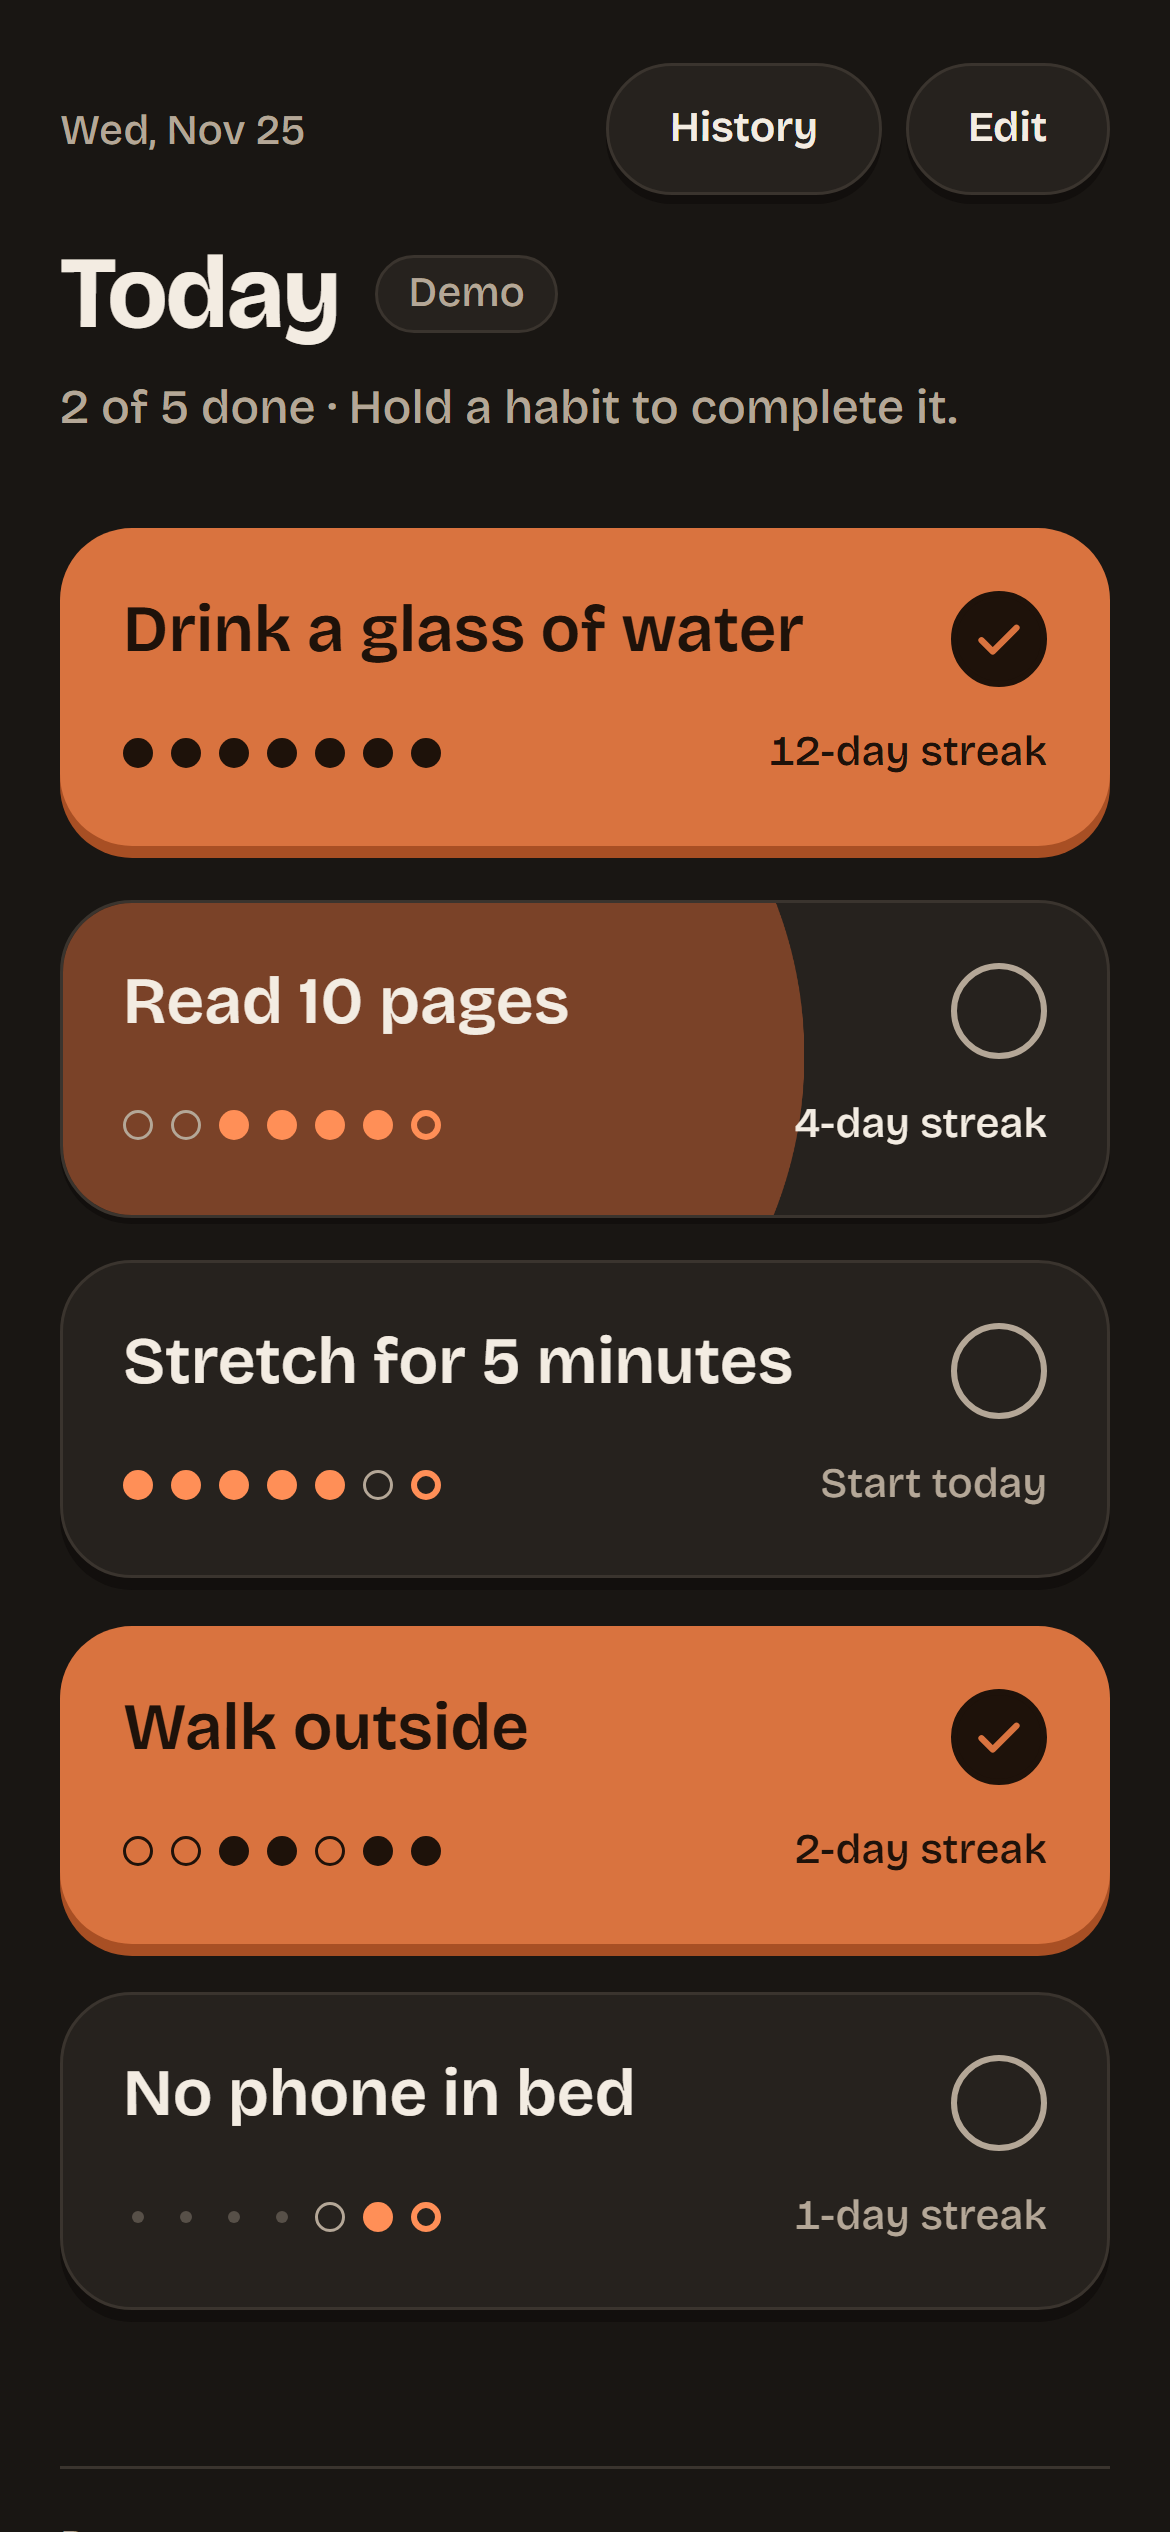 Wed, Nov 25
History
Edit
Today
Demo
2 of 5 done · Hold a habit to complete it.
Drink a glass of water
12-day streak
Read 10 pages
4-day streak
Stretch for 5 minutes
Start today
Walk outside
2-day streak
No phone in bed
1-day streak